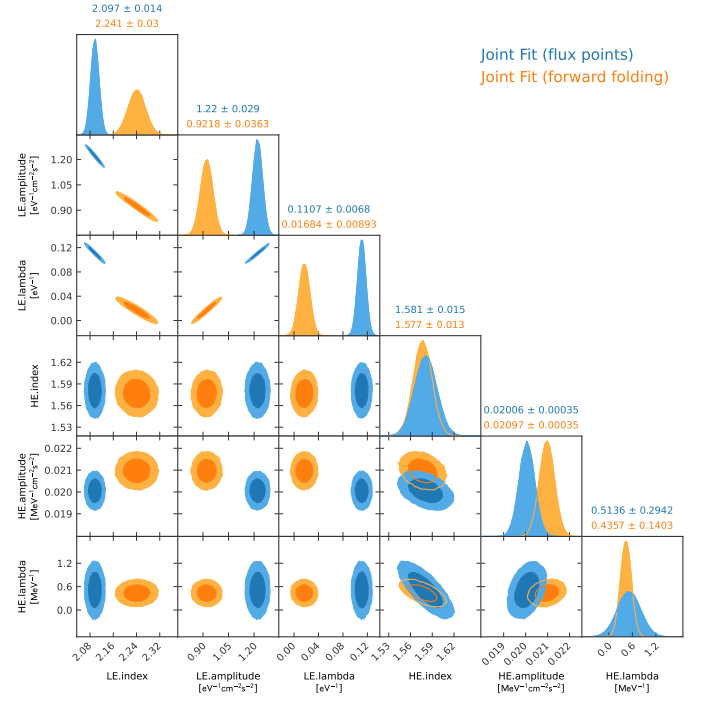 2.097 ± 0.014
2.241 ± 0.03
Joint Fit (flux points)
Joint Fit (forward folding)
1.22 ± 0.029
0.9218 ± 0.0363
LE.amplitude
[eV⁻¹cm⁻²s⁻²]
1.20
1.05
0.90
0.1107 ± 0.0068
0.01684 ± 0.00893
LE.lambda
[eV⁻¹]
0.12
0.04
0.00
1.581 ± 0.015
1.577 ± 0.013
HE.index
1.62
1.59
1.56
1.53
0.02006 ± 0.00035
0.02097 ± 0.00035
HE.amplitude
[MeV⁻¹cm⁻²s⁻²]
0.022
0.021
0.020
0.019
0.5136 ± 0.2942
0.4357 ± 0.1403
HE.lambda
[MeV⁻¹]
1.2
0.6
0.0
2.08 2.16 2.24 2.32 0.90 1.05 1.20 0.00 0.04 0.08 0.12 1.53 1.56 1.59 1.62 0.019 0.020 0.021 0.022 0.0 0.6 1.2
LE.index LE.amplitude LE.lambda HE.index HE.amplitude HE.lambda
[eV⁻¹cm⁻²s⁻²] [eV⁻¹] [MeV⁻¹cm⁻²s⁻²] [MeV⁻¹]